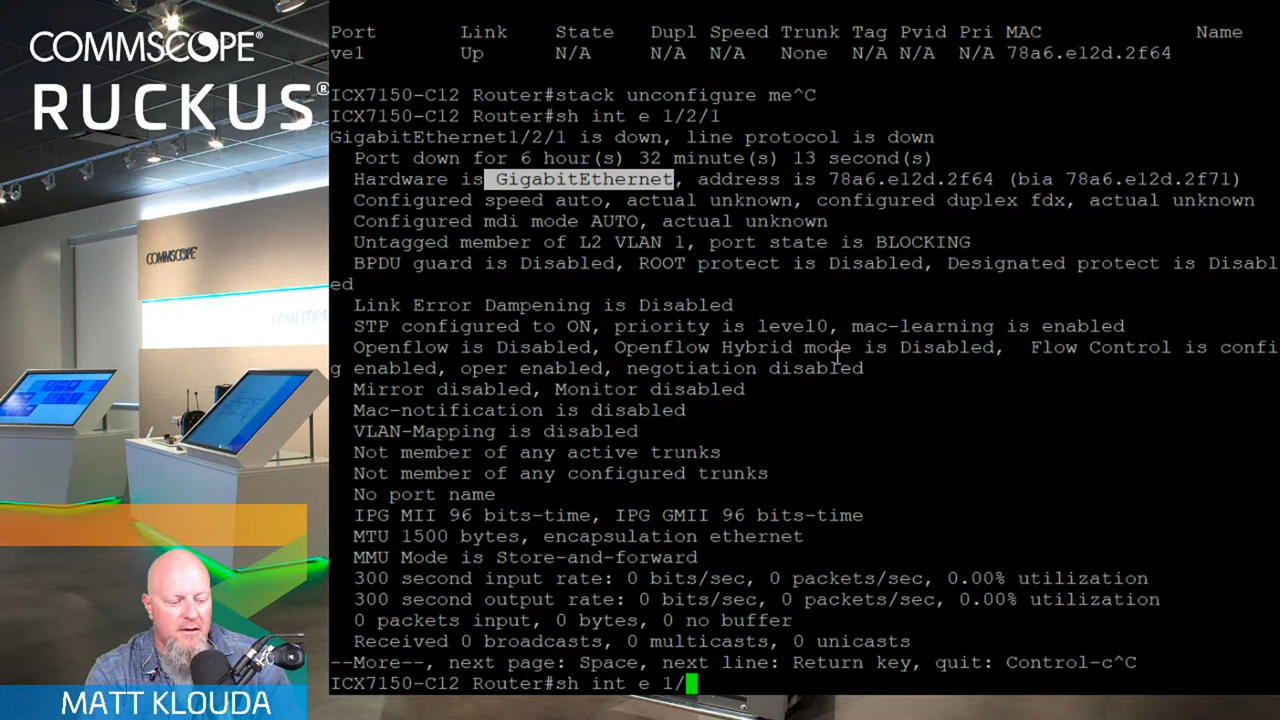 COMMSCOPE®
RUCKUS®
COMMSCOPE
MATT KLOUDA
Port Link State Dupl Speed Trunk Tag Pvid Pri MAC Name
ve1 Up N/A N/A N/A None N/A N/A N/A 78a6.e12d.2f64
ICX7150-C12 Router#stack unconfigure me^C
ICX7150-C12 Router#sh int e 1/2/1
GigabitEthernet1/2/1 is down, line protocol is down
Port down for 6 hour(s) 32 minute(s) 13 second(s)
Hardware is GigabitEthernet, address is 78a6.e12d.2f64 (bia 78a6.e12d.2f71)
Configured speed auto, actual unknown, configured duplex fdx, actual unknown
Configured mdi mode AUTO, actual unknown
Untagged member of L2 VLAN 1, port state is BLOCKING
BPDU guard is Disabled, ROOT protect is Disabled, Designated protect is Disabl
ed
Link Error Dampening is Disabled
STP configured to ON, priority is level0, mac-learning is enabled
Openflow is Disabled, Openflow Hybrid mode is Disabled, Flow Control is confi
g enabled, oper enabled, negotiation disabled
Mirror disabled, Monitor disabled
Mac-notification is disabled
VLAN-Mapping is disabled
Not member of any active trunks
Not member of any configured trunks
No port name
IPG MII 96 bits-time, IPG GMII 96 bits-time
MTU 1500 bytes, encapsulation ethernet
MMU Mode is Store-and-forward
300 second input rate: 0 bits/sec, 0 packets/sec, 0.00% utilization
300 second output rate: 0 bits/sec, 0 packets/sec, 0.00% utilization
0 packets input, 0 bytes, 0 no buffer
Received 0 broadcasts, 0 multicasts, 0 unicasts
--More--, next page: Space, next line: Return key, quit: Control-c^C
ICX7150-C12 Router#sh int e 1/